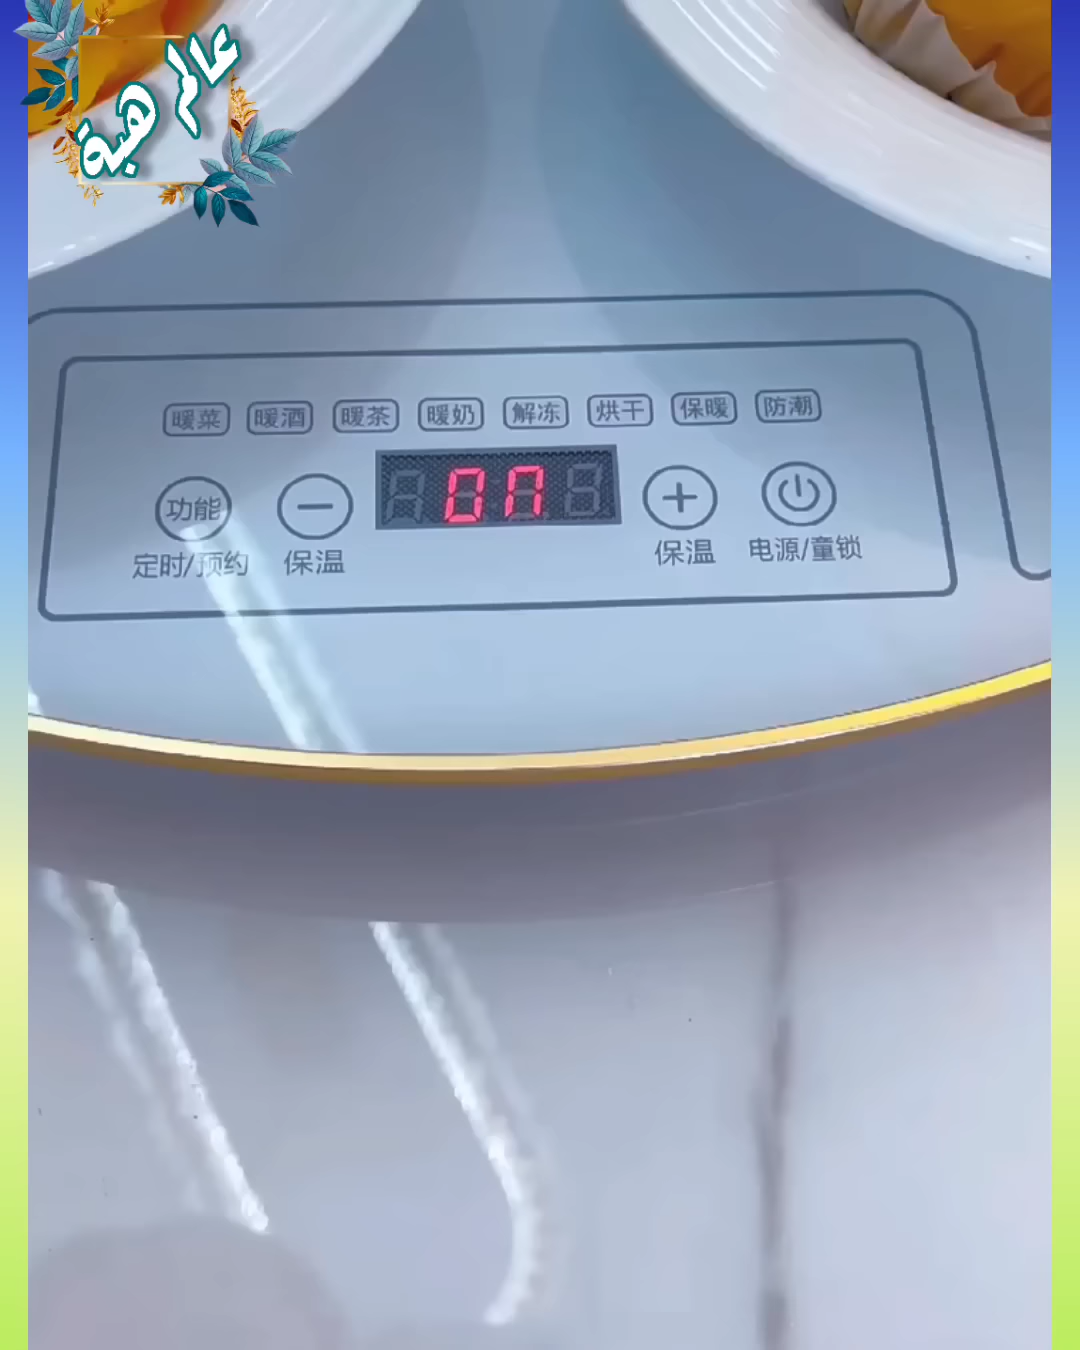 عالم هبة
暖菜 暖酒 暖茶 暖奶 解冻 烘干 保暖 防潮
功能 on
定时/预约 保温 保温 电源/童锁